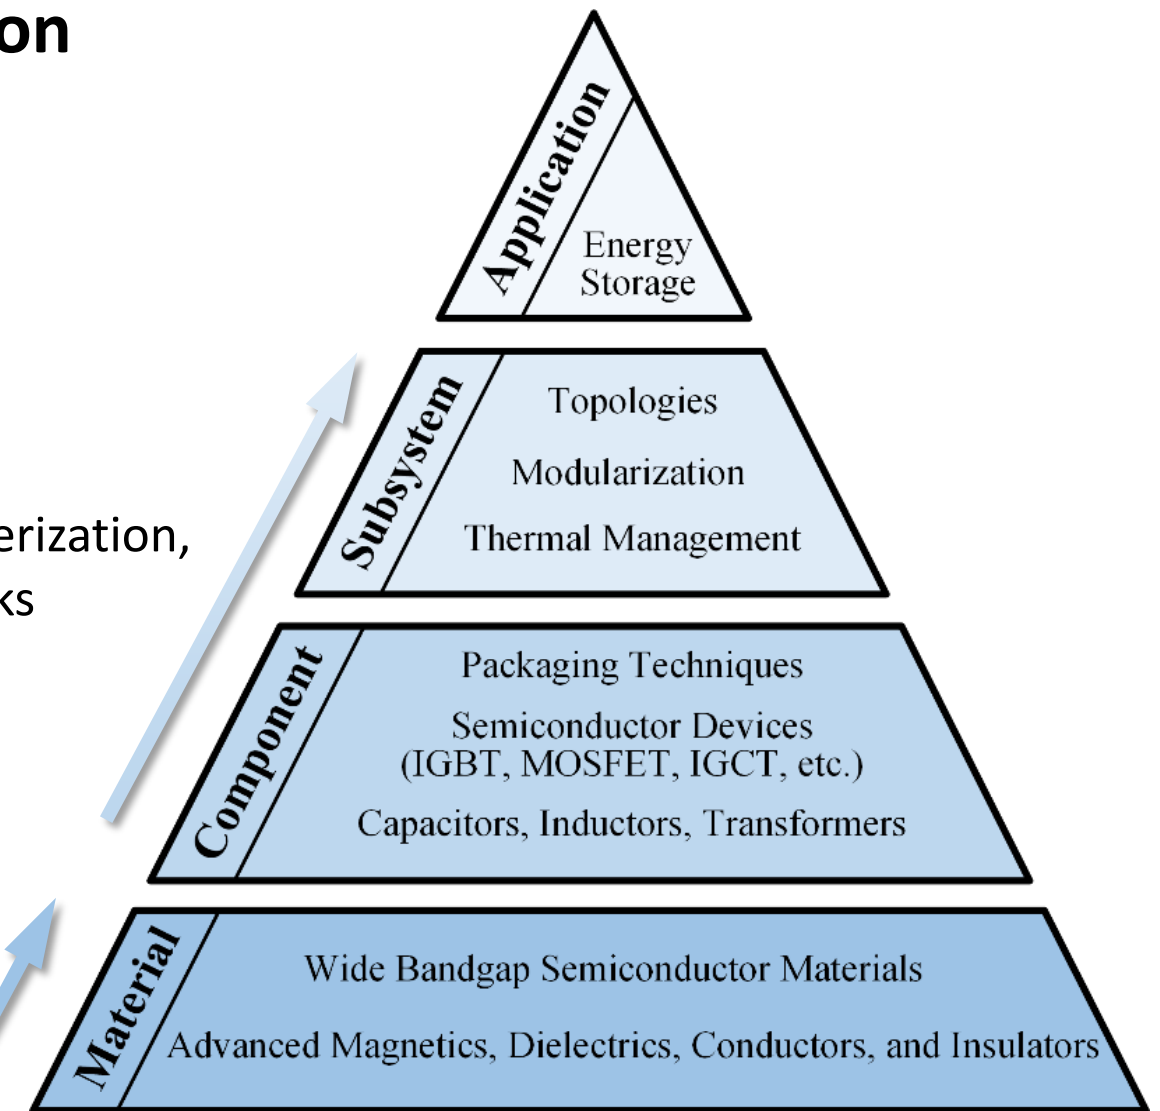 on
Application
Energy
Storage
Subsystem
Topologies
Modularization
Thermal Management
erization,
ks
Component
Packaging Techniques
Semiconductor Devices
(IGBT, MOSFET, IGCT, etc.)
Capacitors, Inductors, Transformers
Material
Wide Bandgap Semiconductor Materials
Advanced Magnetics, Dielectrics, Conductors, and Insulators